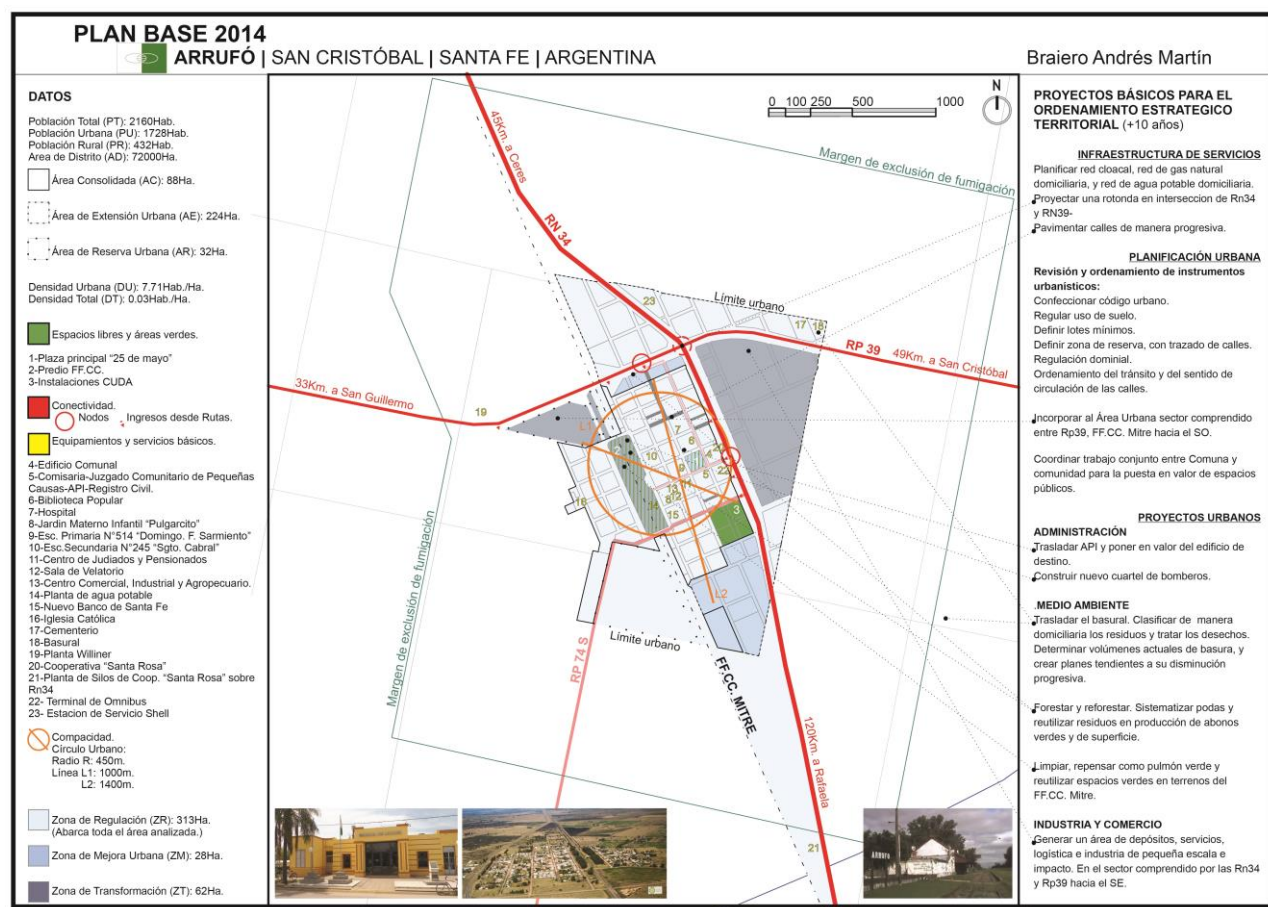 PLAN BASE 2014
ARRUFÓ | SAN CRISTÓBAL | SANTA FE | ARGENTINA
Braiero Andrés Martín
DATOS
Población Total (PT): 2160Hab.
Población Urbana (PU): 1728Hab.
Población Rural (PR): 432Hab.
Area de Distrito (AD): 72000Ha.
Área Consolidada (AC): 88Ha.
Área de Extensión Urbana (AE): 224Ha.
Área de Reserva Urbana (AR): 32Ha.
Densidad Urbana (DU): 7.71Hab./Ha.
Densidad Total (DT): 0.03Hab./Ha.
Espacios libres y áreas verdes.
1-Plaza principal “25 de mayo”
2-Predio FF.CC.
3-Instalaciones CUDA
Conectividad.
Nodos
Ingresos desde Rutas.
Equipamientos y servicios básicos.
4-Edificio Comunal
5-Comisaria-Juzgado Comunitario de Pequeñas
Causas-API-Registro Civil.
6-Biblioteca Popular
7-Hospital
8-Jardin Materno Infantil “Pulgarcito”
9-Esc. Primaria N°514 “Domingo. F. Sarmiento”
10-Esc.Secundaria N°245 “Sgto. Cabral”
11-Centro de Judiados y Pensionados
12-Sala de Velatorio
13-Centro Comercial, Industrial y Agropecuario.
14-Planta de agua potable
15-Nuevo Banco de Santa Fe
16-Iglesia Católica
17-Cementerio
18-Basural
19-Planta Williner
20-Cooperativa “Santa Rosa”
21-Planta de Silos de Coop. “Santa Rosa” sobre
Rn34
22- Terminal de Omnibus
23- Estacion de Servicio Shell
Compacidad.
Círculo Urbano:
Radio R: 450m.
Línea L1: 1000m.
L2: 1400m.
Zona de Regulación (ZR): 313Ha.
(Abarca toda el área analizada.)
Zona de Mejora Urbana (ZM): 28Ha.
Zona de Transformación (ZT): 62Ha.
0 100 250 500 1000
N
45Km. a Ceres
Margen de exclusión de fumigación
RN 34
Límite urbano
23
17
18
RP 39
49Km. a San Cristóbal
33Km. a San Guillermo
19
L1
7
6
10
4
20
22
9
5
11
13
12
8
14
15
16
3
L2
Límite urbano
RP 74 S
FF.CC. MITRE
Margen de exclusión de fumigación
120Km. a Rafaela
21
ARRUFO
PROYECTOS BÁSICOS PARA EL
ORDENAMIENTO ESTRATEGICO
TERRITORIAL (+10 años)
INFRAESTRUCTURA DE SERVICIOS
Planificar red cloacal, red de gas natural
domiciliaria, y red de agua potable domiciliaria.
Proyectar una rotonda en interseccion de Rn34
y RN39-
Pavimentar calles de manera progresiva.
PLANIFICACIÓN URBANA
Revisión y ordenamiento de instrumentos
urbanísticos:
Confeccionar código urbano.
Regular uso de suelo.
Definir lotes mínimos.
Definir zona de reserva, con trazado de calles.
Regulación dominial.
Ordenamiento del tránsito y del sentido de
circulación de las calles.
Incorporar al Área Urbana sector comprendido
entre Rp39, FF.CC. Mitre hacia el SO.
Coordinar trabajo conjunto entre Comuna y
comunidad para la puesta en valor de espacios
públicos.
PROYECTOS URBANOS
ADMINISTRACIÓN
Trasladar API y poner en valor del edificio de
destino.
Construir nuevo cuartel de bomberos.
MEDIO AMBIENTE
Trasladar el basural. Clasificar de manera
domiciliaria los residuos y tratar los desechos.
Determinar volúmenes actuales de basura, y
crear planes tendientes a su disminución
progresiva.
Forestar y reforestar. Sistematizar podas y
reutilizar residuos en producción de abonos
verdes y de superficie.
Limpiar, repensar como pulmón verde y
reutilizar espacios verdes en terrenos del
FF.CC. Mitre.
INDUSTRIA Y COMERCIO
Generar un área de depósitos, servicios,
logística e industria de pequeña escala e
impacto. En el sector comprendido por las Rn34
y Rp39 hacia el SE.